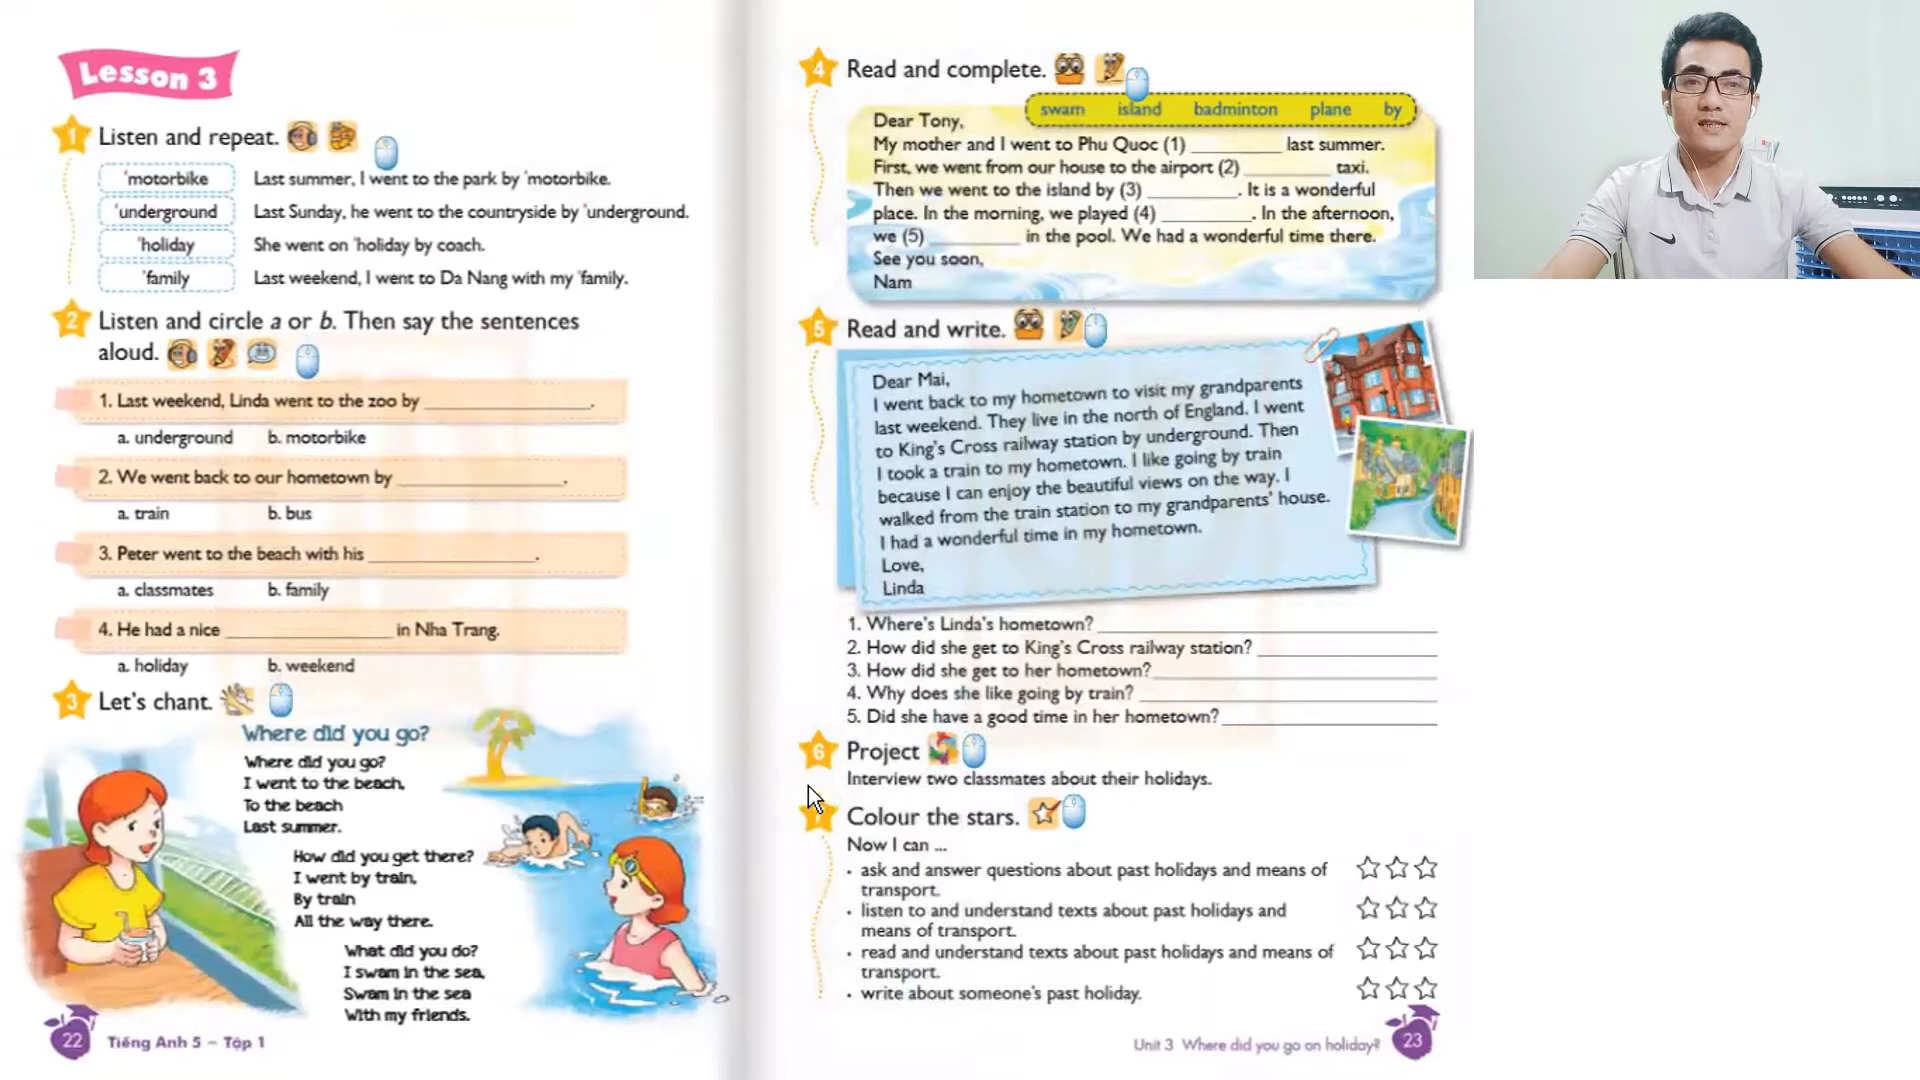 Lesson 3
1 Listen and repeat.
'motorbike Last summer, I went to the park by 'motorbike.
'underground Last Sunday, he went to the countryside by 'underground.
'holiday She went on 'holiday by coach.
'family Last weekend, I went to Da Nang with my 'family.
2 Listen and circle a or b. Then say the sentences
aloud.
1. Last weekend, Linda went to the zoo by ____________.
a. underground b. motorbike
2. We went back to our hometown by ____________.
a. train b. bus
3. Peter went to the beach with his ____________.
a. classmates b. family
4. He had a nice ____________ in Nha Trang.
a. holiday b. weekend
3 Let's chant.
Where did you go?
Where did you go?
I went to the beach,
To the beach
Last summer.
How did you get there?
I went by train,
By train
All the way there.
What did you do?
I swam in the sea,
Swam in the sea
With my friends.
22 Tiếng Anh 5 – Tập 1
4 Read and complete.
swam island badminton plane by
Dear Tony,
My mother and I went to Phu Quoc (1) ________ last summer.
First, we went from our house to the airport (2) ________ taxi.
Then we went to the island by (3) ________. It is a wonderful
place. In the morning, we played (4) ________. In the afternoon,
we (5) ________ in the pool. We had a wonderful time there.
See you soon,
Nam
5 Read and write.
Dear Mai,
I went back to my hometown to visit my grandparents
last weekend. They live in the north of England. I went
to King's Cross railway station by underground. Then
I took a train to my hometown. I like going by train
because I can enjoy the beautiful views on the way. I
walked from the train station to my grandparents' house.
I had a wonderful time in my hometown.
Love,
Linda
1. Where's Linda's hometown? ____________
2. How did she get to King's Cross railway station? ____________
3. How did she get to her hometown? ____________
4. Why does she like going by train? ____________
5. Did she have a good time in her hometown? ____________
6 Project
Interview two classmates about their holidays.
7 Colour the stars.
Now I can ...
• ask and answer questions about past holidays and means of
transport.
• listen to and understand texts about past holidays and
means of transport.
• read and understand texts about past holidays and means of
transport.
• write about someone's past holiday.
Unit 3 Where did you go on holiday? 23